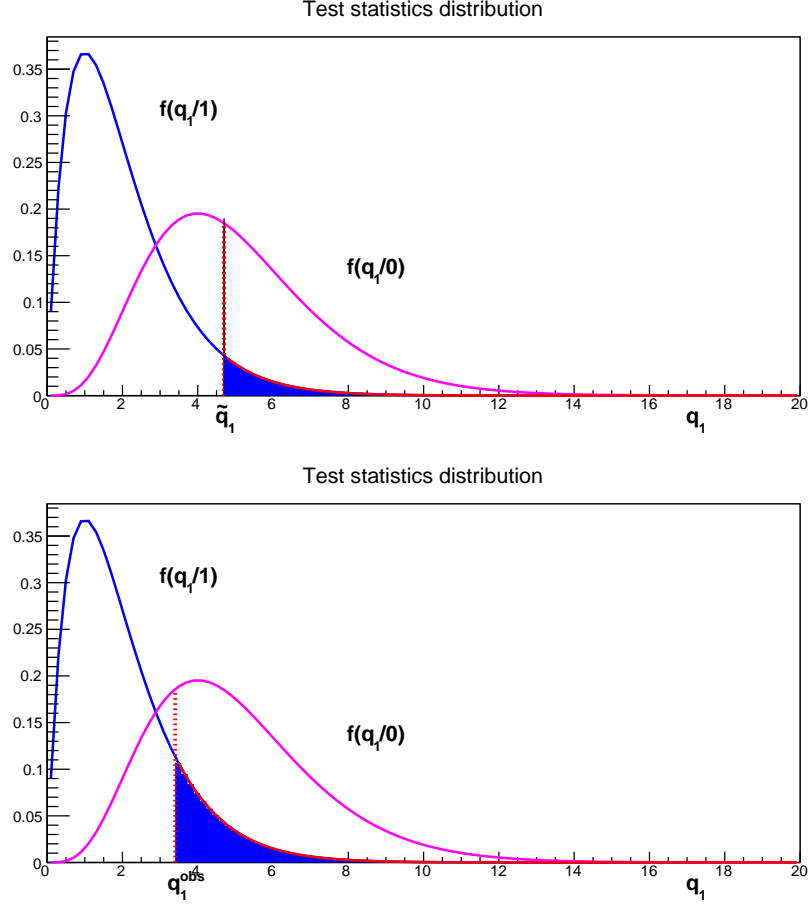 Test statistics distribution
0.35
0.3
0.25
0.2
0.15
0.1
0.05
0
f(q₁/1)
f(q₁/0)
0 2 4 6 8 10 12 14 16 18 20
q̃₁ q₁
Test statistics distribution
0.35
0.3
0.25
0.2
0.15
0.1
0.05
0
f(q₁/1)
f(q₁/0)
0 2 4 6 8 10 12 14 16 18 20
q₁ᵒᵇˢ q₁